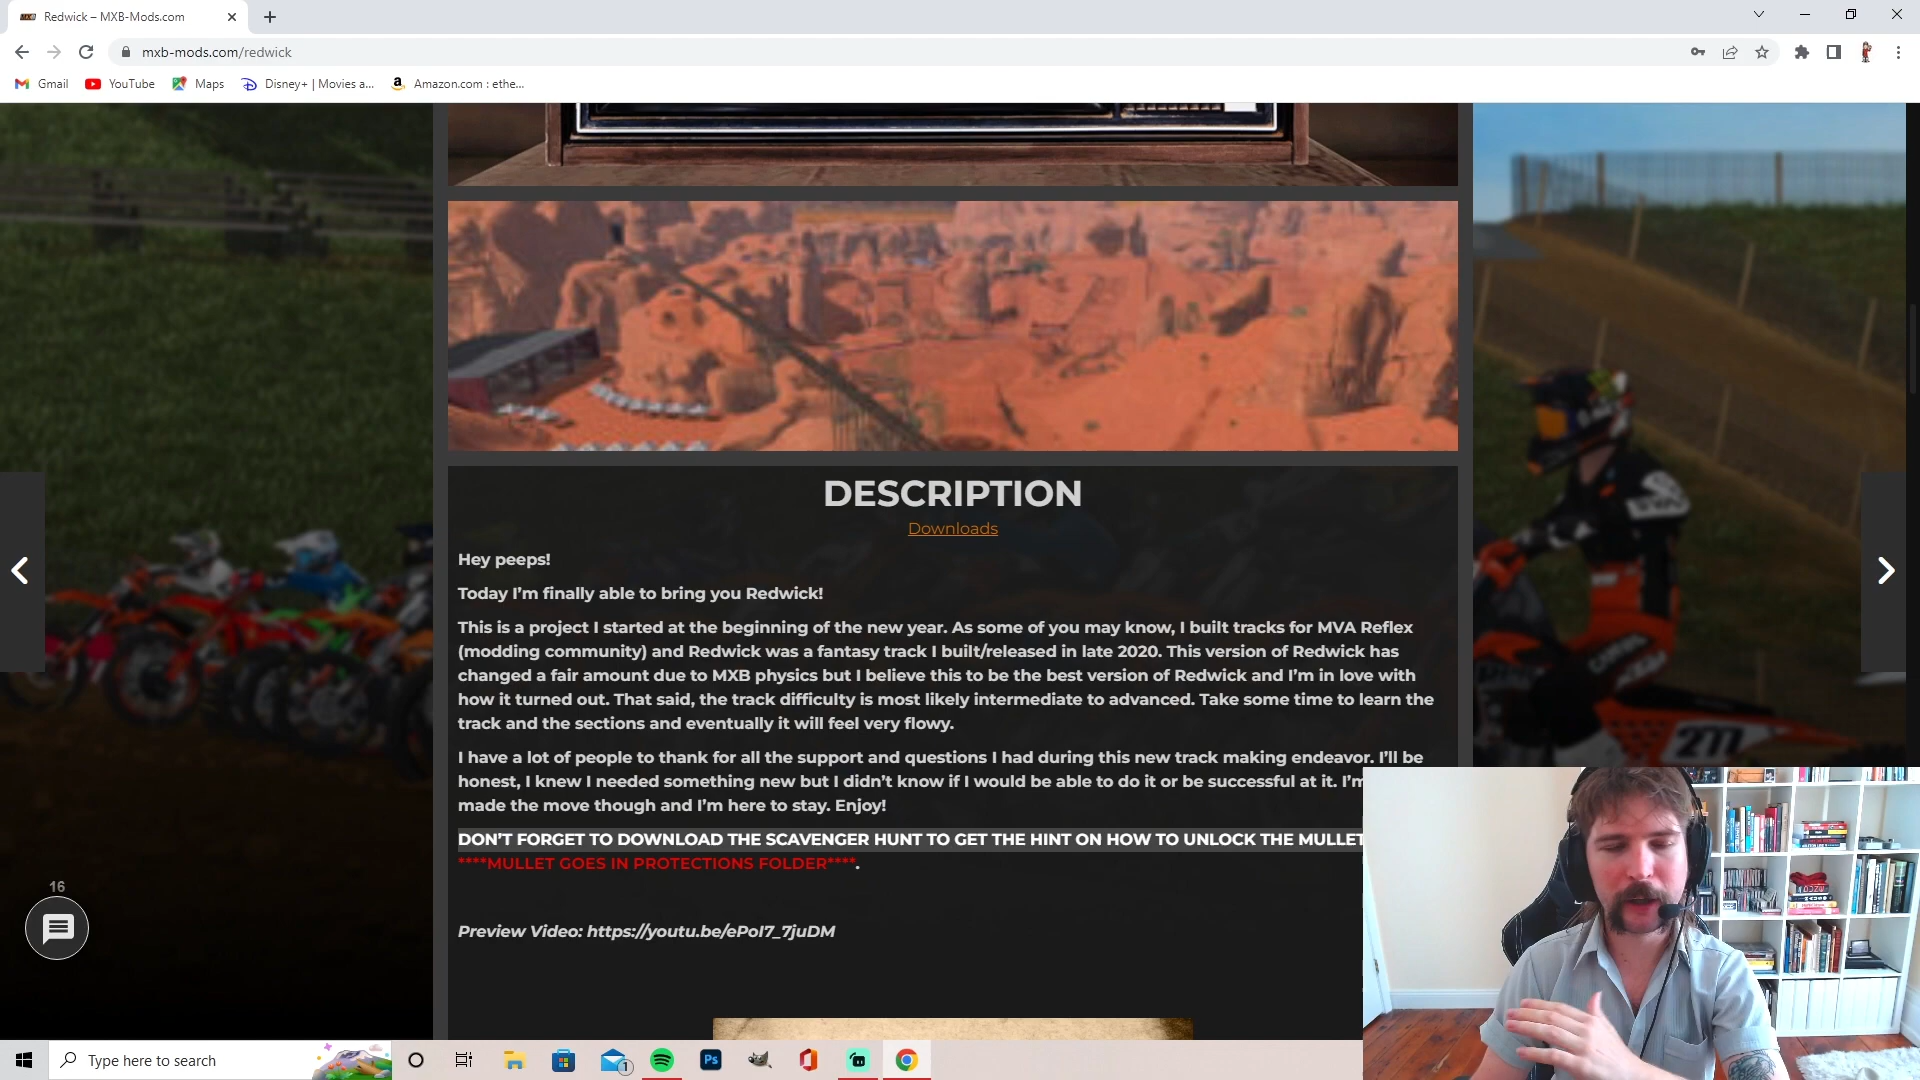 Redwick – MXB-Mods.com
mxb-mods.com/redwick
Gmail YouTube Maps Disney+ | Movies a... Amazon.com : ethe...
DESCRIPTION
Downloads
Hey peeps!
Today I'm finally able to bring you Redwick!
This is a project I started at the beginning of the new year. As some of you may know, I built tracks for MVA Reflex
(modding community) and Redwick was a fantasy track I built/released in late 2020. This version of Redwick has
changed a fair amount due to MXB physics but I believe this to be the best version of Redwick and I'm in love with
how it turned out. That said, the track difficulty is most likely intermediate to advanced. Take some time to learn the
track and the sections and eventually it will feel very flowy.
I have a lot of people to thank for all the support and questions I had during this new track making endeavor. I'll be
honest, I knew I needed something new but I didn't know if I would be able to do it or be successful at it. I'm
made the move though and I'm here to stay. Enjoy!
DON'T FORGET TO DOWNLOAD THE SCAVENGER HUNT TO GET THE HINT ON HOW TO UNLOCK THE MULLET
****MULLET GOES IN PROTECTIONS FOLDER****.
Preview Video: https://youtu.be/ePoI7_7juDM
16
277
Type here to search
1
Ps